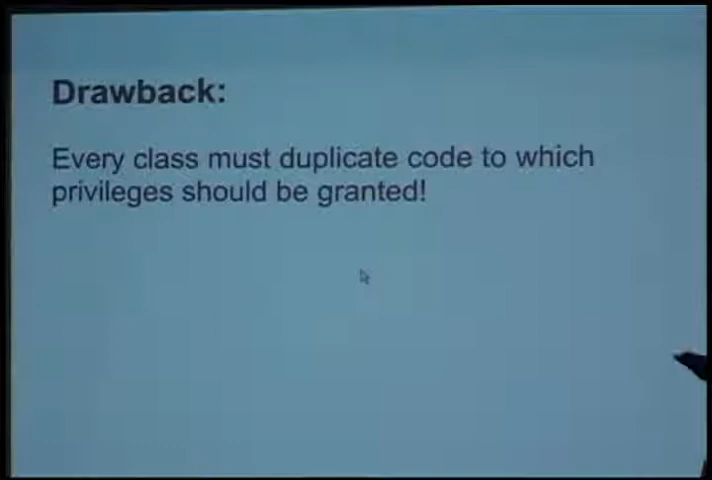 Drawback:
Every class must duplicate code to which
privileges should be granted!